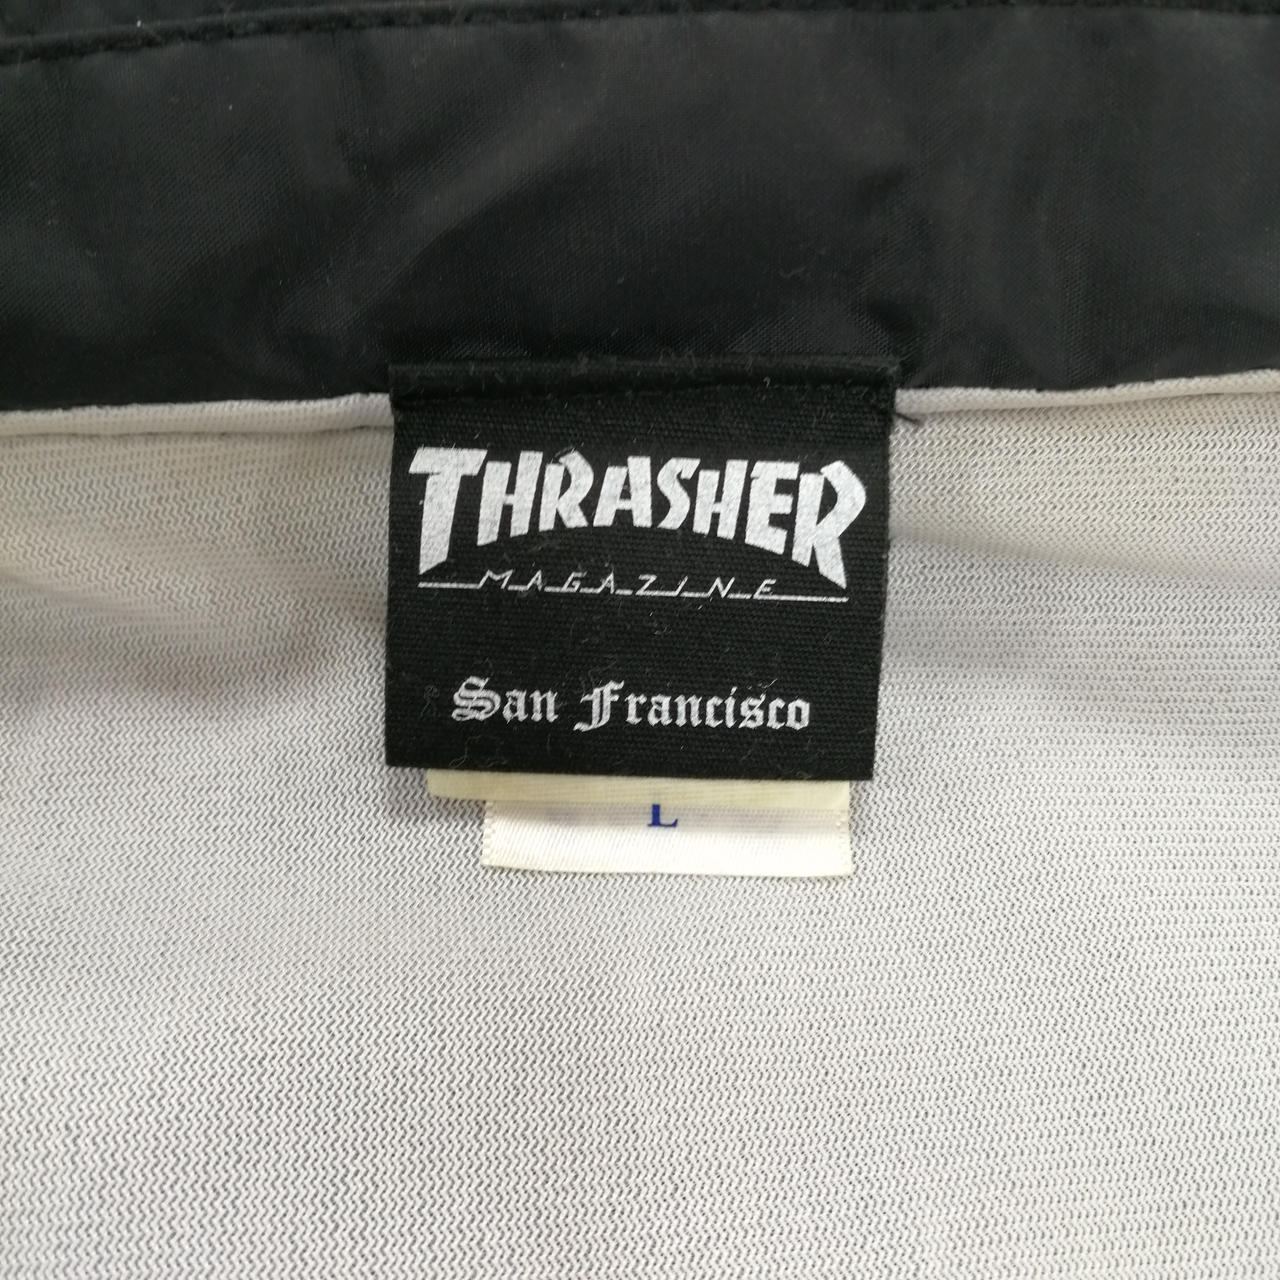 THRASHER
MAGAZINE
San Francisco
L